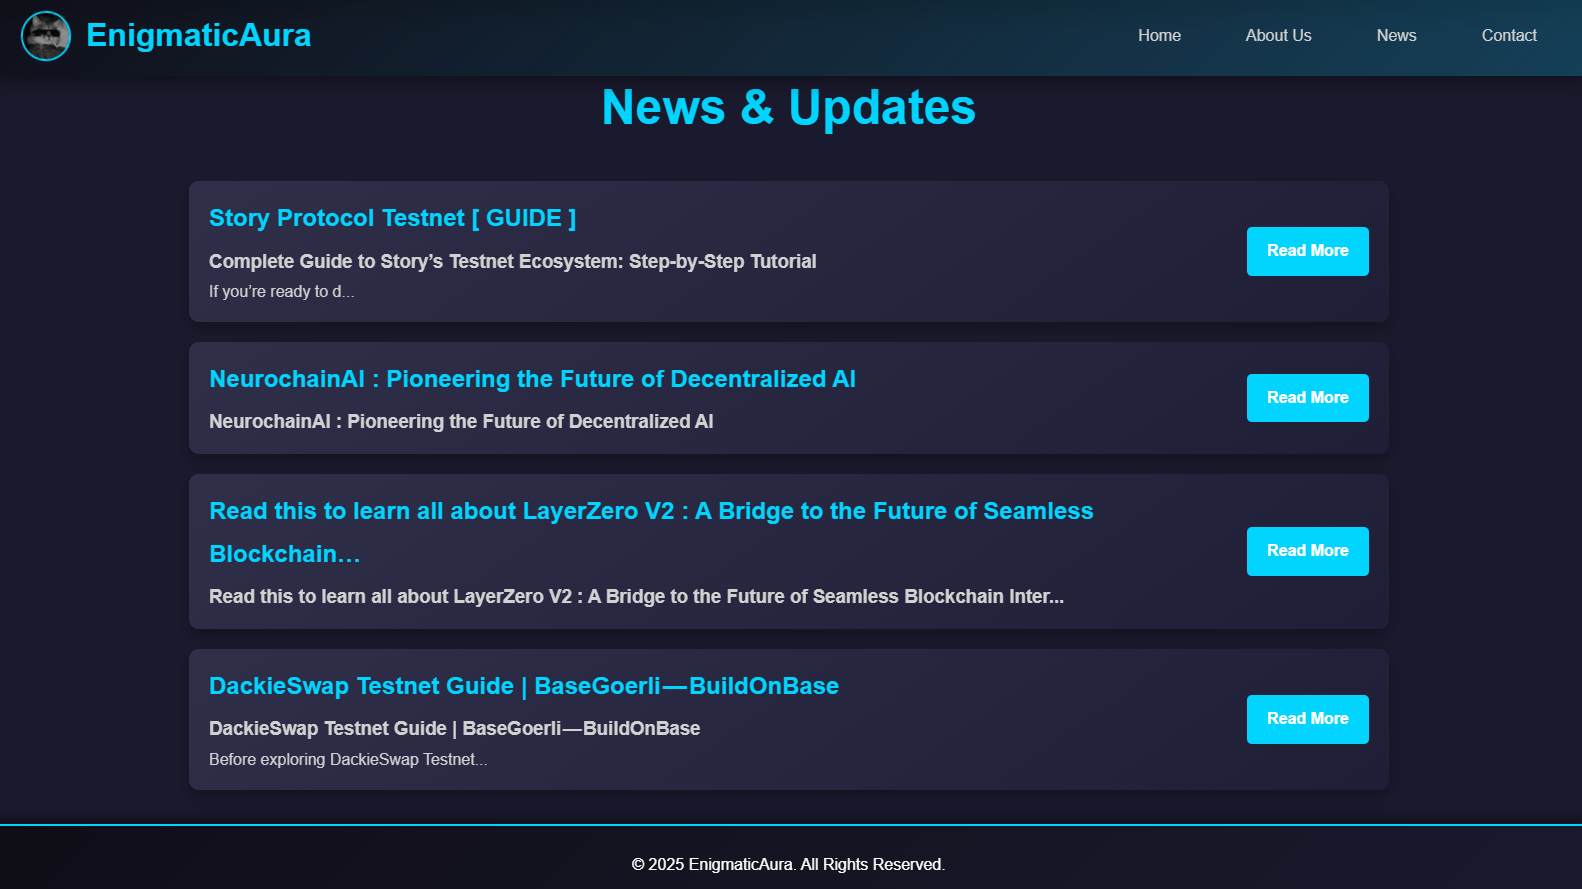 EnigmaticAura
Home
About Us
News
Contact
News & Updates
Story Protocol Testnet [ GUIDE ]
Complete Guide to Story’s Testnet Ecosystem: Step-by-Step Tutorial
If you’re ready to d...
Read More
NeurochainAI : Pioneering the Future of Decentralized AI
NeurochainAI : Pioneering the Future of Decentralized AI
Read More
Read this to learn all about LayerZero V2 : A Bridge to the Future of Seamless
Blockchain…
Read this to learn all about LayerZero V2 : A Bridge to the Future of Seamless Blockchain Inter...
Read More
DackieSwap Testnet Guide | BaseGoerli — BuildOnBase
DackieSwap Testnet Guide | BaseGoerli — BuildOnBase
Before exploring DackieSwap Testnet...
Read More
© 2025 EnigmaticAura. All Rights Reserved.